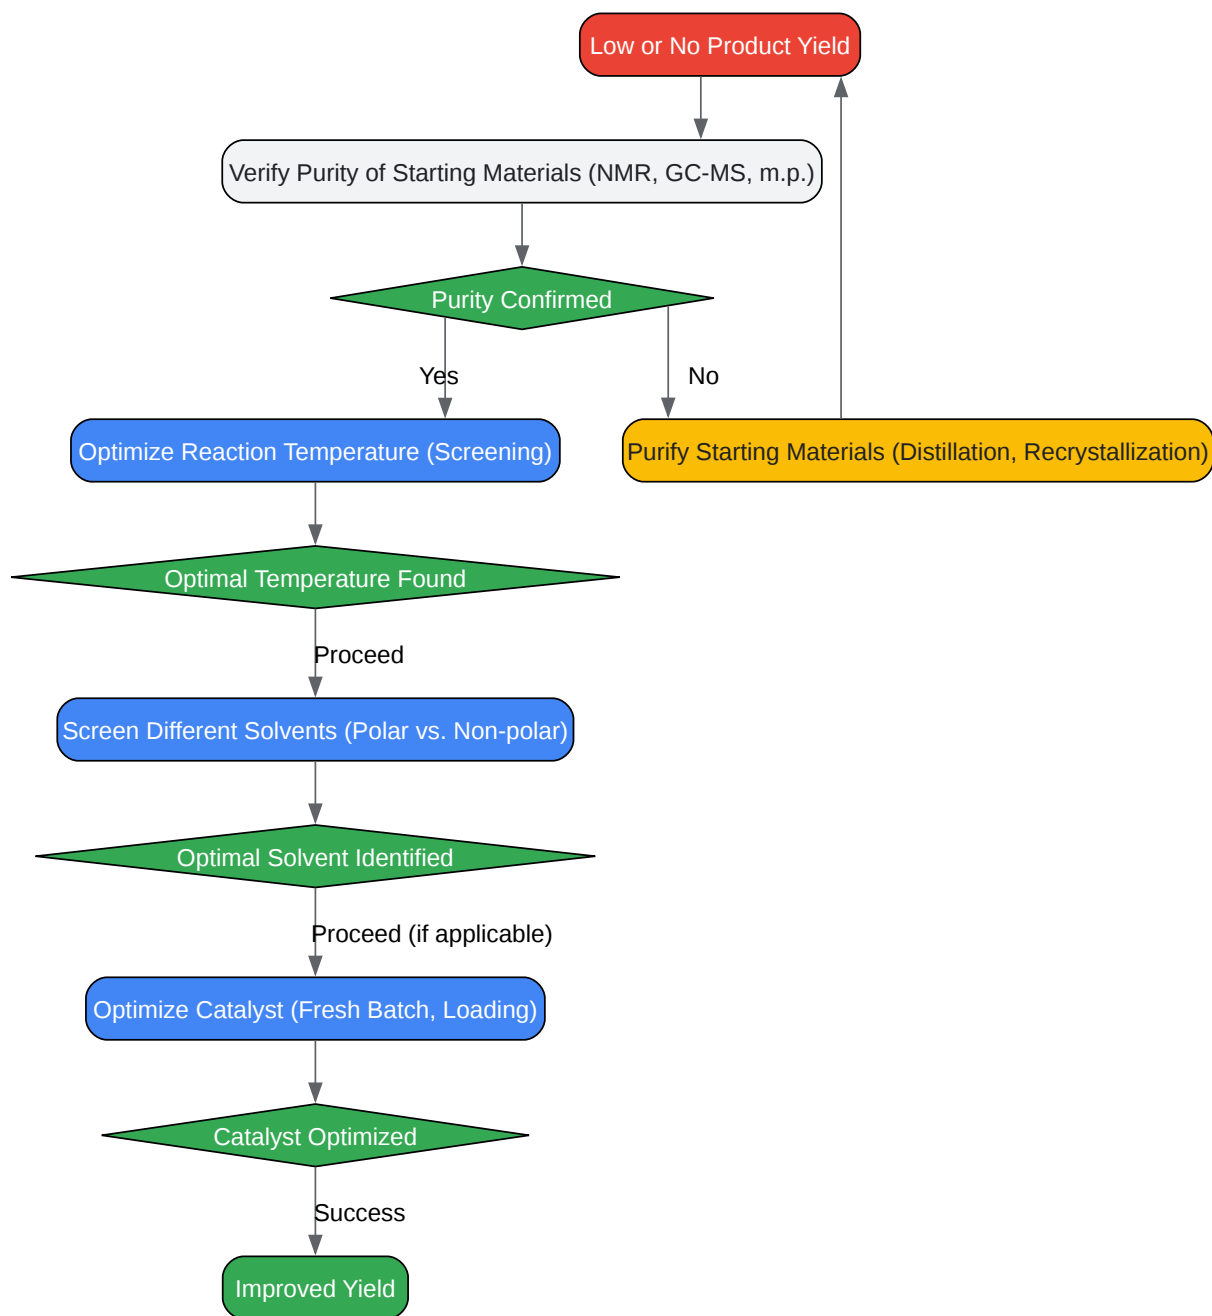 Low or No Product Yield
Verify Purity of Starting Materials (NMR, GC-MS, m.p.)
Purity Confirmed
Yes
No
Optimize Reaction Temperature (Screening)
Purify Starting Materials (Distillation, Recrystallization)
Optimal Temperature Found
Proceed
Screen Different Solvents (Polar vs. Non-polar)
Optimal Solvent Identified
Proceed (if applicable)
Optimize Catalyst (Fresh Batch, Loading)
Catalyst Optimized
Success
Improved Yield